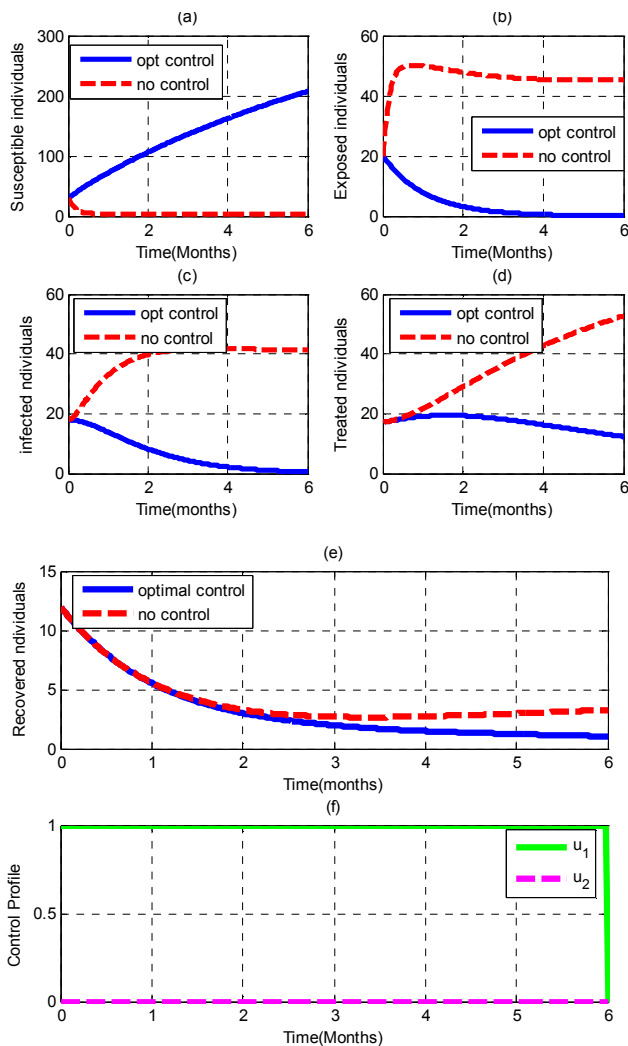 (a)
300
200
100
0
Susceptible individuals
opt control
no control
0 2 4 6
Time(Months)
(b)
60
40
20
0
Exposed individuals
opt control
no control
0 2 4 6
Time(Months)
(c)
60
40
20
0
infected ndividuals
opt control
no control
0 2 4 6
Time(months)
(d)
60
40
20
0
Treated ndividuals
opt control
no control
0 2 4 6
Time(months)
(e)
15
10
5
0
Recovered ndividuals
optimal control
no control
0 1 2 3 4 5 6
Time(months)
(f)
1
0.5
0
Control Profile
u1
u2
0 1 2 3 4 5 6
Time(Months)